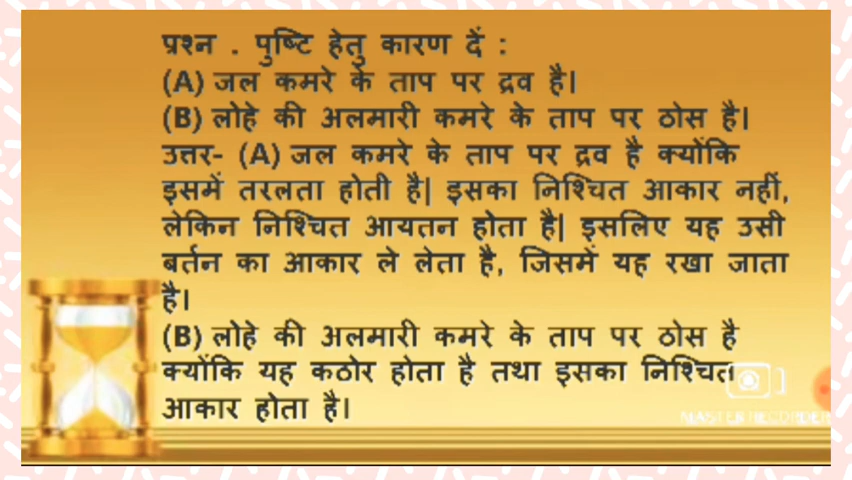 प्रश्न . पुष्टि हेतु कारण दें :
(A) जल कमरे के ताप पर द्रव है।
(B) लोहे की अलमारी कमरे के ताप पर ठोस है।
उत्तर- (A) जल कमरे के ताप पर द्रव है क्योंकि
इसमें तरलता होती है| इसका निश्चित आकार नहीं,
लेकिन निश्चित आयतन होता है| इसलिए यह उसी
बर्तन का आकार ले लेता है, जिसमें यह रखा जाता
है।
(B) लोहे की अलमारी कमरे के ताप पर ठोस है
क्योंकि यह कठोर होता है तथा इसका निश्चित
आकार होता है।
MASTER RECORDER